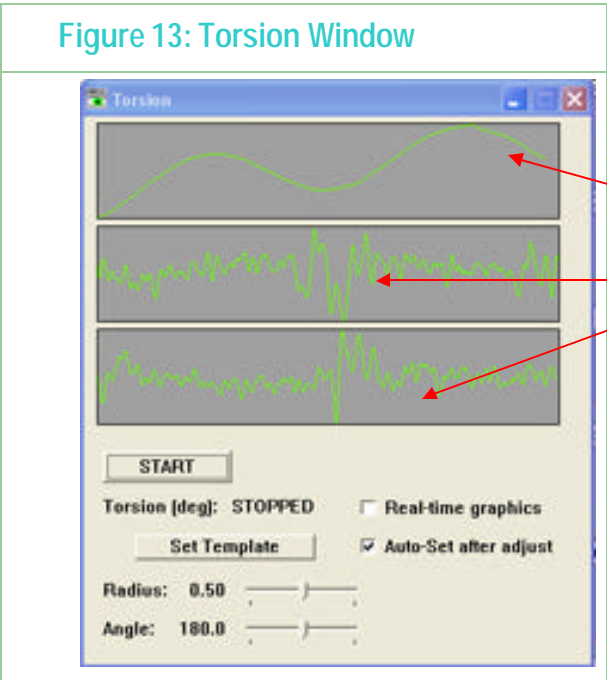 Figure 13: Torsion Window
Torsion
START
Torsion (deg): STOPPED
Real-time graphics
Set Template
Auto-Set after adjust
Radius: 0.50
Angle: 180.0